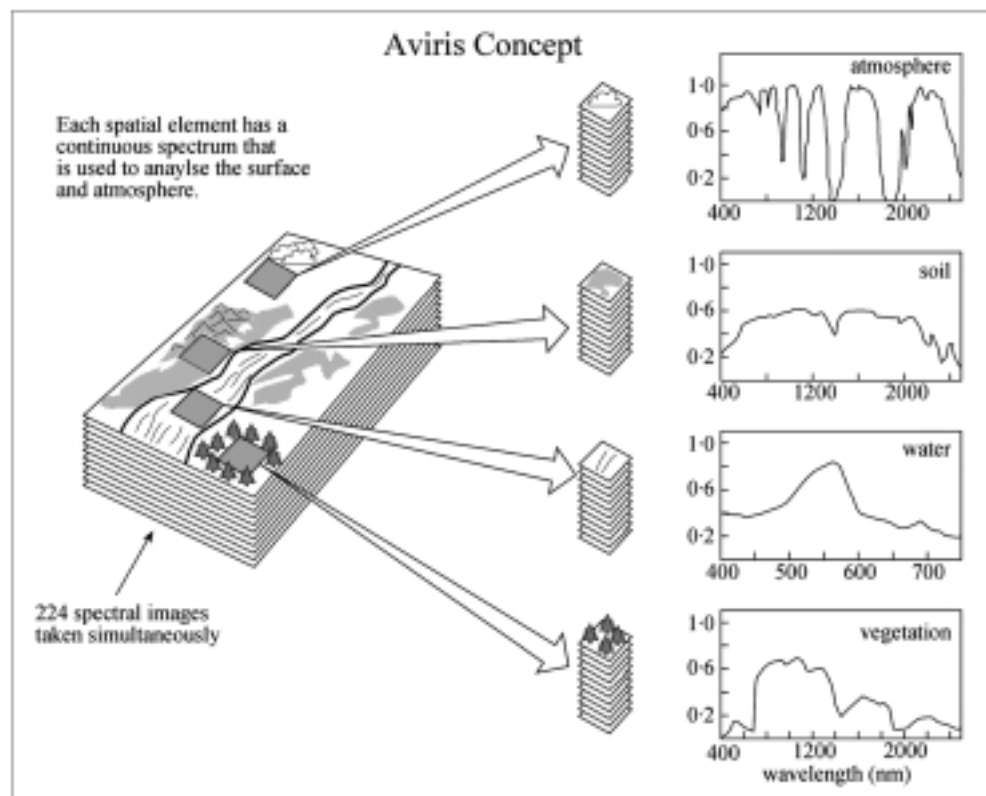 Aviris Concept
Each spatial element has a
continuous spectrum that
is used to anaylse the surface
and atmosphere.
224 spectral images
taken simultaneously
atmosphere
1·0
0·6
0·2
400 1200 2000
soil
1·0
0·6
0·2
400 1200 2000
water
1·0
0·6
0·2
400 500 600 700
vegetation
1·0
0·6
0·2
400 1200 2000
wavelength (nm)